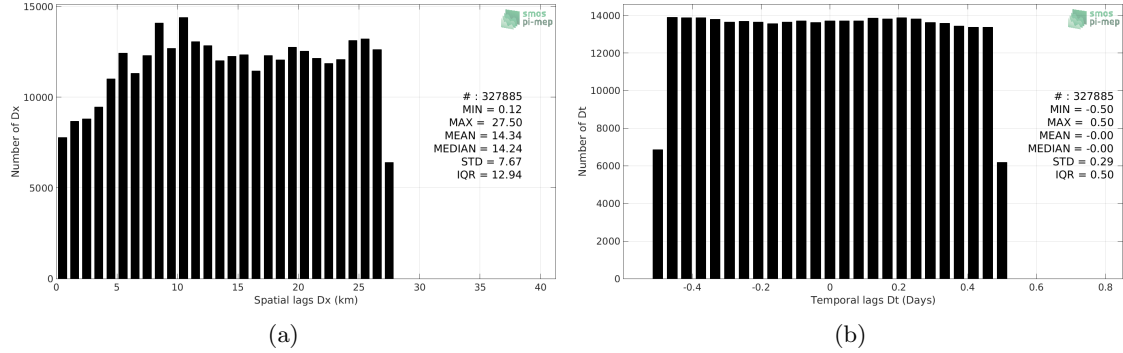 15000
10000
5000
0
0
5
10
15
20
25
30
35
40
Number of Dx
Spatial lags Dx (km)
smos
pi-mep
# : 327885
MIN = 0.12
MAX = 27.50
MEAN = 14.34
MEDIAN = 14.24
STD = 7.67
IQR = 12.94
(a)
14000
12000
10000
8000
6000
4000
2000
0
-0.4
-0.2
0
0.2
0.4
0.6
0.8
Number of Dt
Temporal lags Dt (Days)
smos
pi-mep
# : 327885
MIN = -0.50
MAX = 0.50
MEAN = -0.00
MEDIAN = -0.00
STD = 0.29
IQR = 0.50
(b)